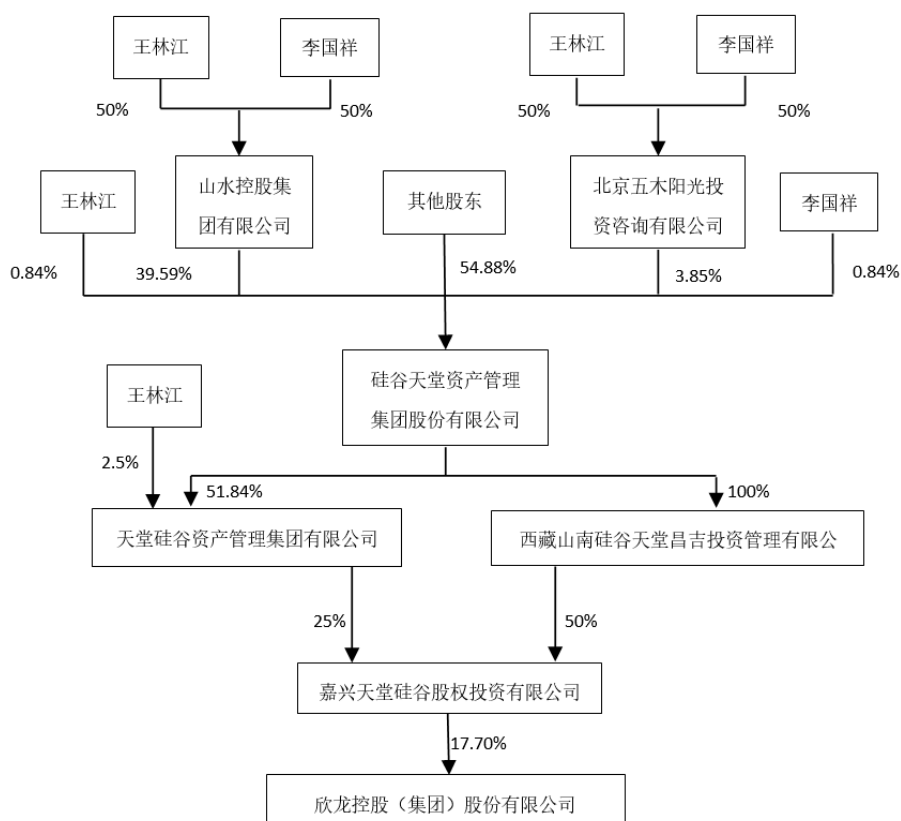 王林江
李国祥
王林江
李国祥
50%
50%
50%
50%
王林江
山水控股集
团有限公司
其他股东
北京五木阳光投
资咨询有限公司
李国祥
0.84%
39.59%
54.88%
3.85%
0.84%
硅谷天堂资产管理
集团股份有限公司
王林江
2.5%
51.84%
100%
天堂硅谷资产管理集团有限公司
西藏山南硅谷天堂昌吉投资管理有限公
25%
50%
嘉兴天堂硅谷股权投资有限公司
17.70%
欣龙控股（集团）股份有限公司